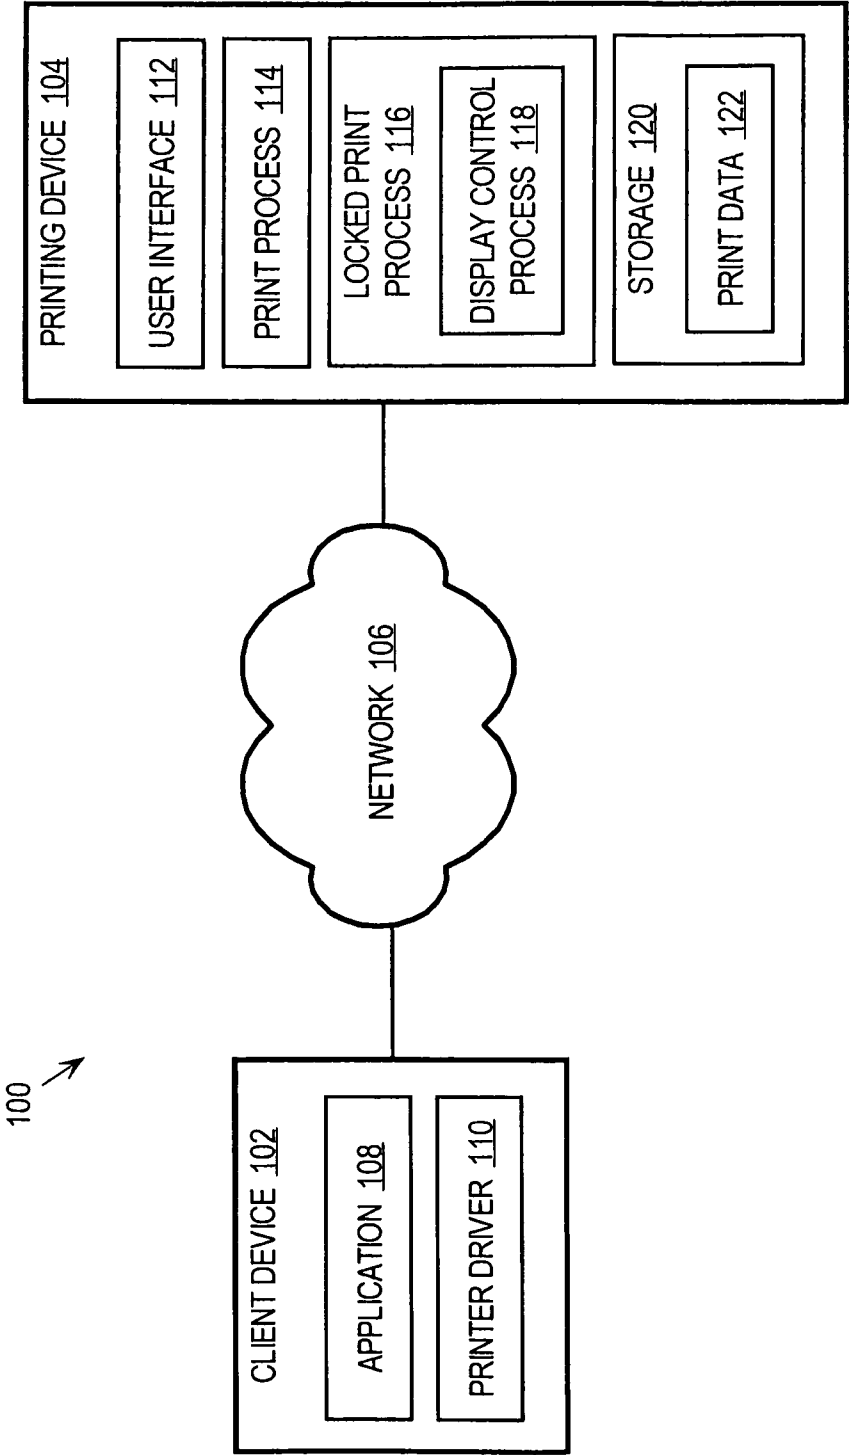 100
CLIENT DEVICE 102
APPLICATION 108
PRINTER DRIVER 110
NETWORK 106
PRINTING DEVICE 104
USER INTERFACE 112
PRINT PROCESS 114
LOCKED PRINT
PROCESS 116
DISPLAY CONTROL
PROCESS 118
STORAGE 120
PRINT DATA 122